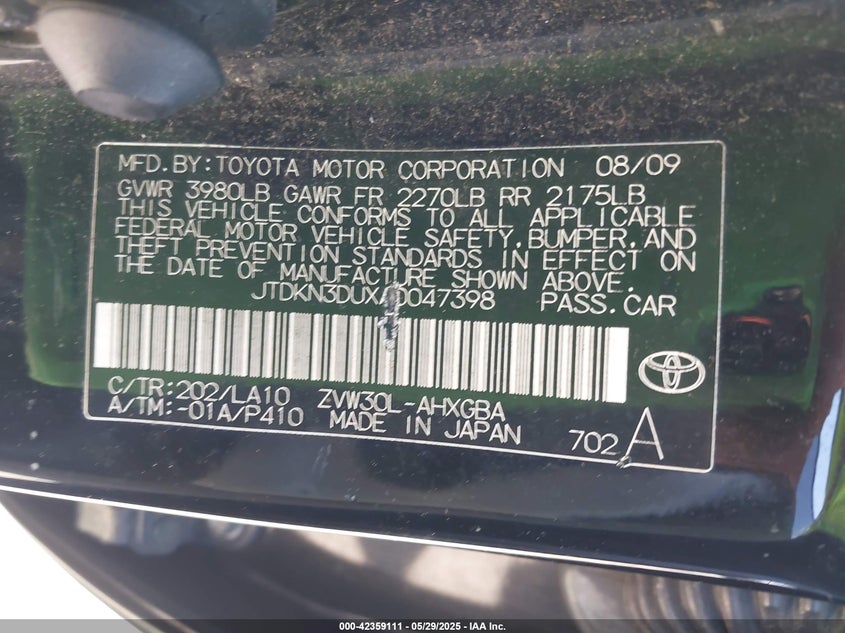 MFD.BY:TOYOTA MOTOR CORPORATION 08/09
GVWR 3980LB GAWR FR 2270LB RR 2175LB
THIS VEHICLE CONFORMS TO ALL APPLICABLE
FEDERAL MOTOR VEHICLE SAFETY,BUMPER,AND
THEFT PREVENTION STANDARDS IN EFFECT ON
THE DATE OF MANUFACTURE SHOWN ABOVE.
JTDKN3DUXA0047398 PASS.CAR
C/TR:202/LA10 ZVW30L-AHXGBA
A/TM:-01A/P410 MADE IN JAPAN
702 A
000-42359111 - 05/29/2025 - IAA Inc.